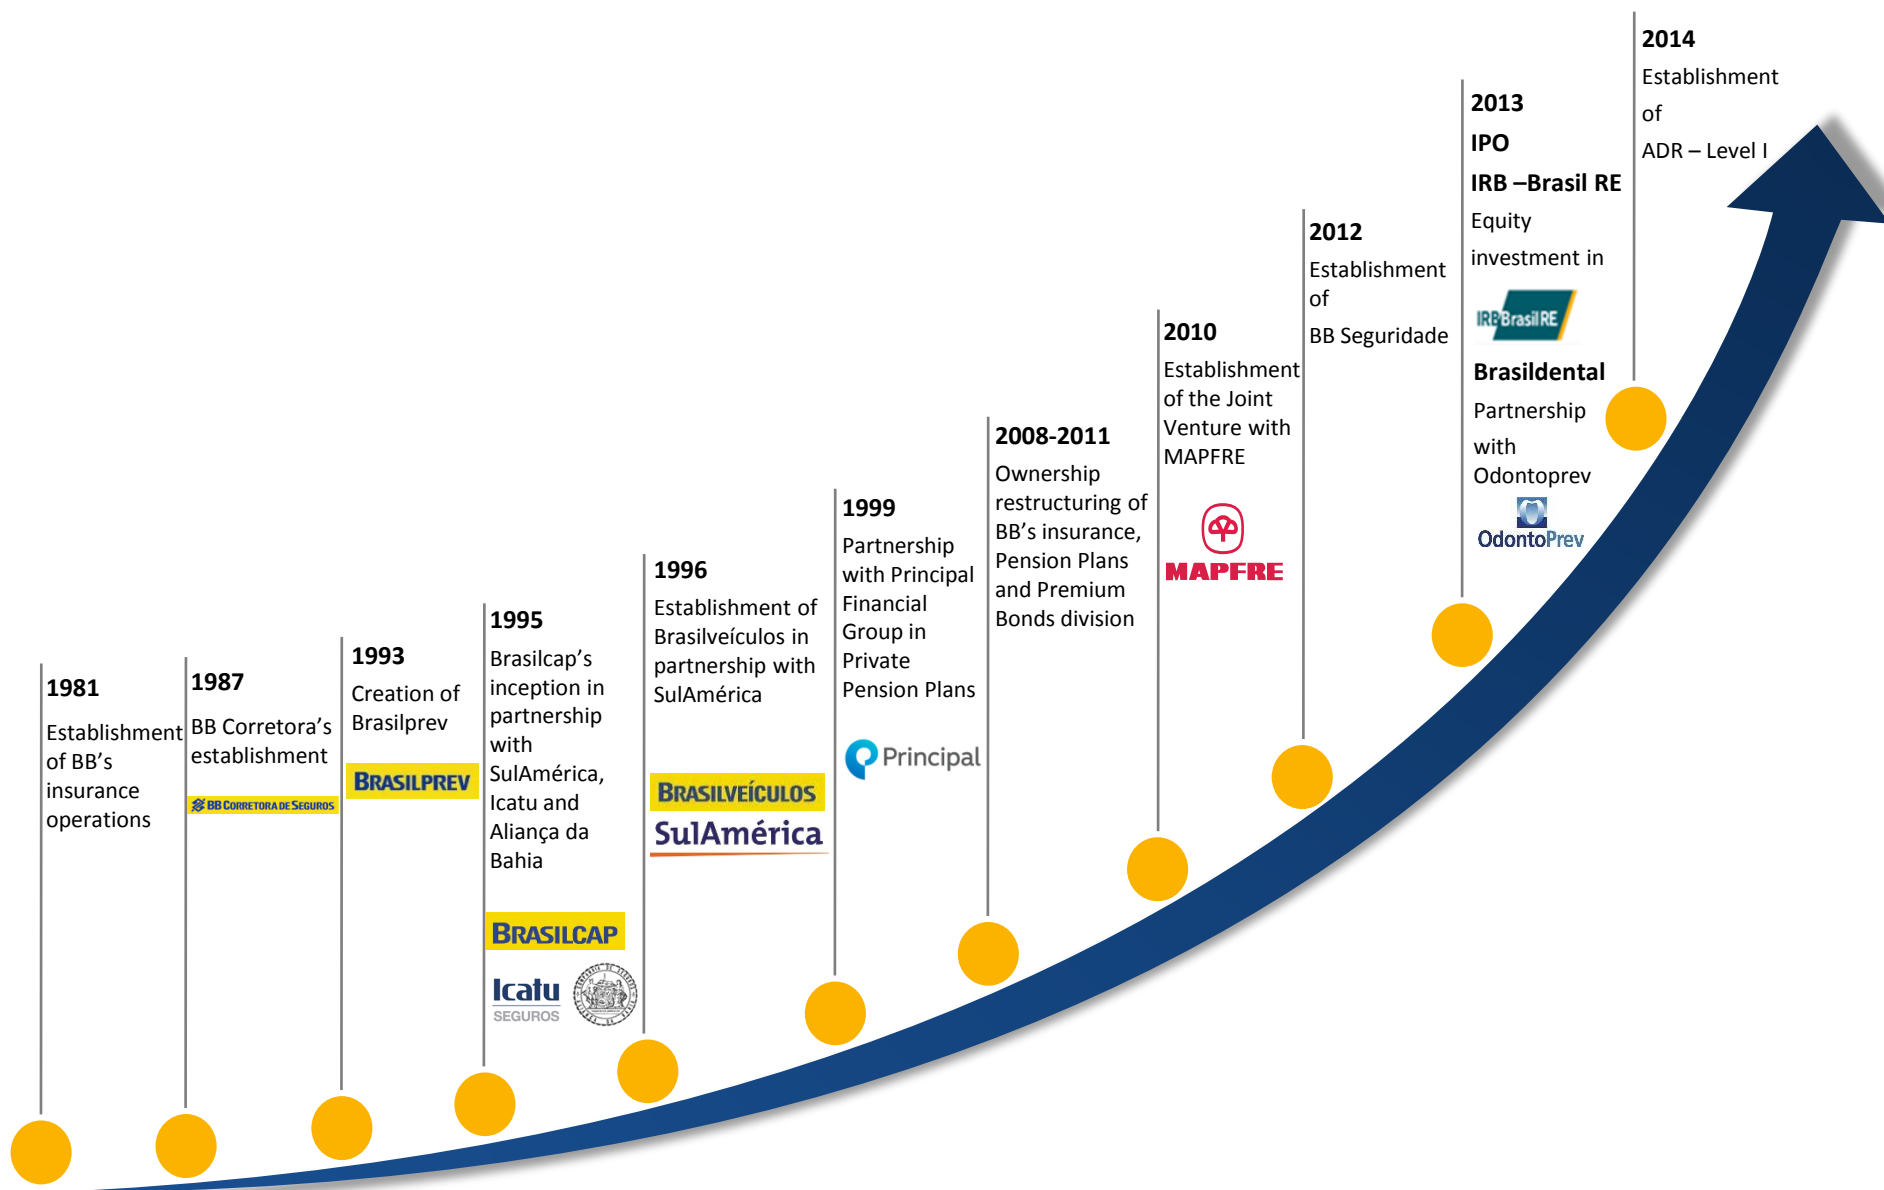 1981
Establishment
of BB's
insurance
operations
1987
BB Corretora's
establishment
BB CORRETORA DE SEGUROS
1993
Creation of
Brasilprev
BRASILPREV
1995
Brasilcap's
inception in
partnership
with
SulAmérica,
Icatu and
Aliança da
Bahia
BRASILCAP
Icatu
SEGUROS
1996
Establishment of
Brasilveículos in
partnership with
SulAmérica
BRASILVEÍCULOS
SulAmérica
1999
Partnership
with Principal
Financial
Group in
Private
Pension Plans
Principal
2008-2011
Ownership
restructuring of
BB's insurance,
Pension Plans
and Premium
Bonds division
2010
Establishment
of the Joint
Venture with
MAPFRE
MAPFRE
2012
Establishment
of
BB Seguridade
2013
IPO
IRB –Brasil RE
Equity
investment in
IRB Brasil RE
Brasildental
Partnership
with
Odontoprev
OdontoPrev
2014
Establishment
of
ADR – Level I